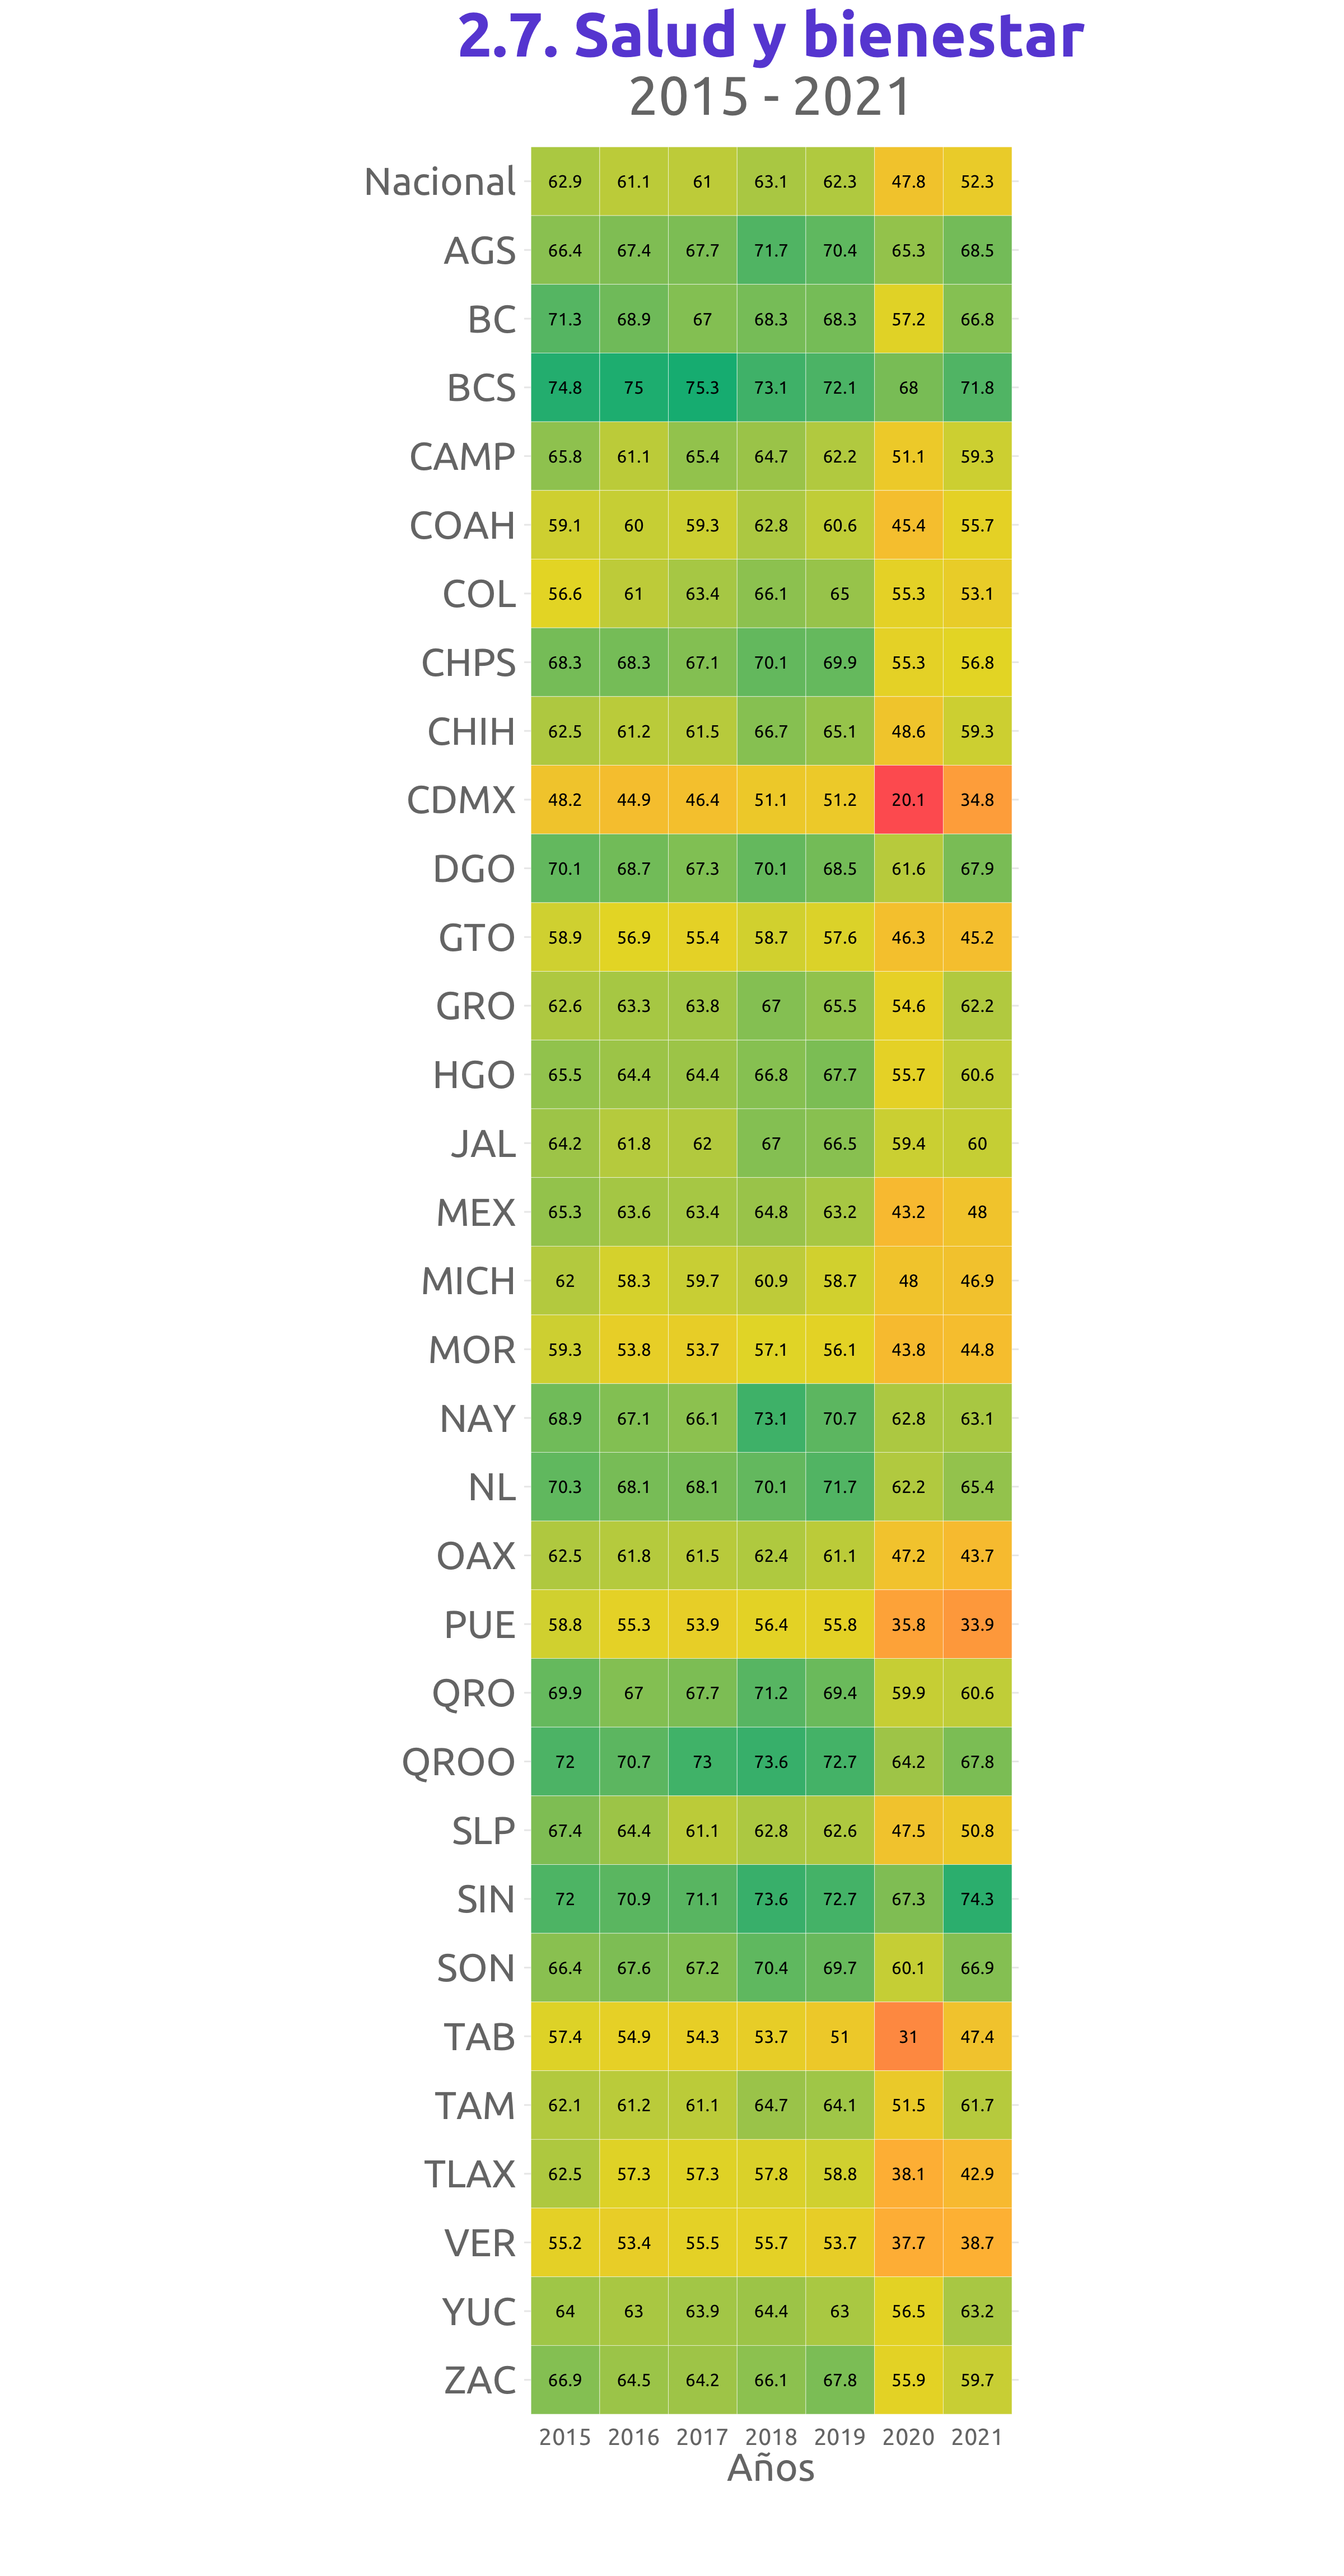 2.7. Salud y bienestar
2015 - 2021
Nacional 62.9 61.1 61 63.1 62.3 47.8 52.3
AGS 66.4 67.4 67.7 71.7 70.4 65.3 68.5
BC 71.3 68.9 67 68.3 68.3 57.2 66.8
BCS 74.8 75 75.3 73.1 72.1 68 71.8
CAMP 65.8 61.1 65.4 64.7 62.2 51.1 59.3
COAH 59.1 60 59.3 62.8 60.6 45.4 55.7
COL 56.6 61 63.4 66.1 65 55.3 53.1
CHPS 68.3 68.3 67.1 70.1 69.9 55.3 56.8
CHIH 62.5 61.2 61.5 66.7 65.1 48.6 59.3
CDMX 48.2 44.9 46.4 51.1 51.2 20.1 34.8
DGO 70.1 68.7 67.3 70.1 68.5 61.6 67.9
GTO 58.9 56.9 55.4 58.7 57.6 46.3 45.2
GRO 62.6 63.3 63.8 67 65.5 54.6 62.2
HGO 65.5 64.4 64.4 66.8 67.7 55.7 60.6
JAL 64.2 61.8 62 67 66.5 59.4 60
MEX 65.3 63.6 63.4 64.8 63.2 43.2 48
MICH 62 58.3 59.7 60.9 58.7 48 46.9
MOR 59.3 53.8 53.7 57.1 56.1 43.8 44.8
NAY 68.9 67.1 66.1 73.1 70.7 62.8 63.1
NL 70.3 68.1 68.1 70.1 71.7 62.2 65.4
OAX 62.5 61.8 61.5 62.4 61.1 47.2 43.7
PUE 58.8 55.3 53.9 56.4 55.8 35.8 33.9
QRO 69.9 67 67.7 71.2 69.4 59.9 60.6
QROO 72 70.7 73 73.6 72.7 64.2 67.8
SLP 67.4 64.4 61.1 62.8 62.6 47.5 50.8
SIN 72 70.9 71.1 73.6 72.7 67.3 74.3
SON 66.4 67.6 67.2 70.4 69.7 60.1 66.9
TAB 57.4 54.9 54.3 53.7 51 31 47.4
TAM 62.1 61.2 61.1 64.7 64.1 51.5 61.7
TLAX 62.5 57.3 57.3 57.8 58.8 38.1 42.9
VER 55.2 53.4 55.5 55.7 53.7 37.7 38.7
YUC 64 63 63.9 64.4 63 56.5 63.2
ZAC 66.9 64.5 64.2 66.1 67.8 55.9 59.7
2015 2016 2017 2018 2019 2020 2021
Años